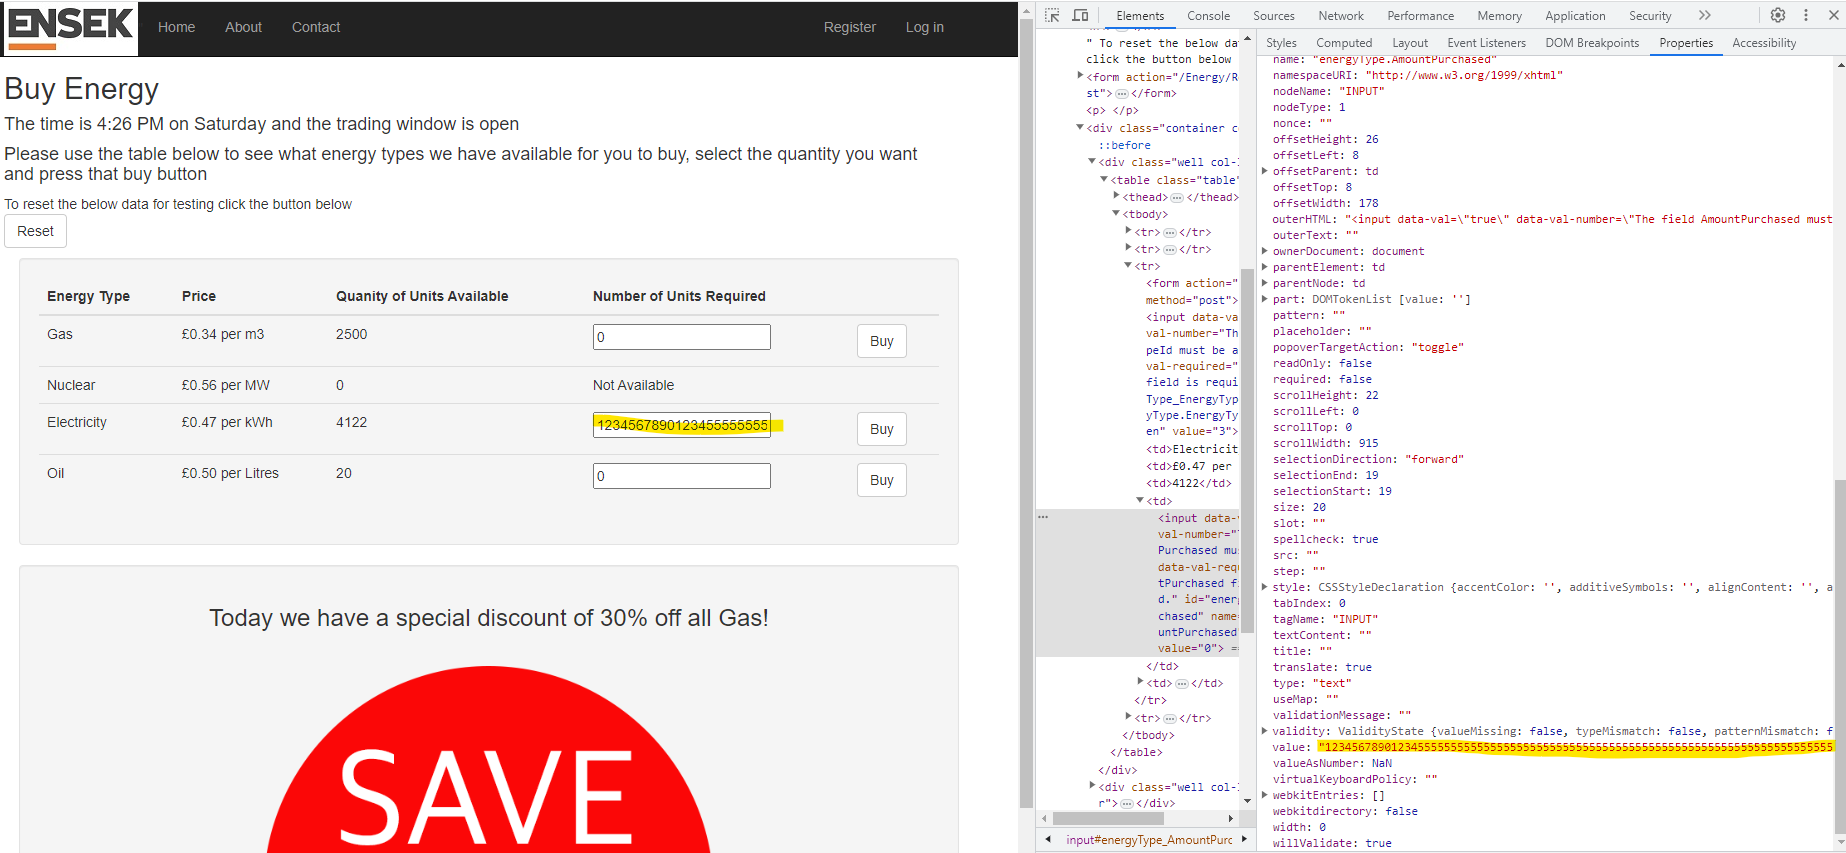 ENSEK
Home About Contact Register Log in
Buy Energy
The time is 4:26 PM on Saturday and the trading window is open
Please use the table below to see what energy types we have available for you to buy, select the quantity you want
and press that buy button
To reset the below data for testing click the button below
Reset
Energy Type Price Quanity of Units Available Number of Units Required
Gas £0.34 per m3 2500 0 Buy
Nuclear £0.56 per MW 0 Not Available
Electricity £0.47 per kWh 4122 1234567890123455555555 Buy
Oil £0.50 per Litres 20 0 Buy
Today we have a special discount of 30% off all Gas!
SAVE
Elements Console Sources Network Performance Memory Application Security
" To reset the below dat
click the button below
<form action="/Energy/R
st"> … </form>
<p> </p>
<div class="container c
::before
<div class="well col-l
<table class="table"
<thead> … </thead>
<tbody>
<tr> … </tr>
<tr> … </tr>
<tr>
<form action="
method="post">
<input data-va
val-number="Th
peId must be a
val-required="
field is requi
Type_EnergyTyp
yType.EnergyTy
en" value="3">
<td>Electricit
<td>£0.47 per
<td>4122</td>
<td>
<input data-v
val-number="
Purchased mu
data-val-req
tPurchased f
d." id="ener
chased" name
untPurchased
value="0"> =
</td>
<td> … </td>
</tr>
<tr> … </tr>
</tbody>
</table>
</div>
<div class="well col-l
r"> … </div>
input#energyType_AmountPurc
Styles Computed Layout Event Listeners DOM Breakpoints Properties Accessibility
name: "energyType.AmountPurchased"
namespaceURI: "http://www.w3.org/1999/xhtml"
nodeName: "INPUT"
nodeType: 1
nonce: ""
offsetHeight: 26
offsetLeft: 8
offsetParent: td
offsetTop: 8
offsetWidth: 178
outerHTML: "<input data-val=\"true\" data-val-number=\"The field AmountPurchased must
outerText: ""
ownerDocument: document
parentElement: td
parentNode: td
part: DOMTokenList [value: '']
pattern: ""
placeholder: ""
popoverTargetAction: "toggle"
readOnly: false
required: false
scrollHeight: 22
scrollLeft: 0
scrollTop: 0
scrollWidth: 915
selectionDirection: "forward"
selectionEnd: 19
selectionStart: 19
size: 20
slot: ""
spellcheck: true
src: ""
step: ""
style: CSSStyleDeclaration {accentColor: '', additiveSymbols: '', alignContent: '', a
tabIndex: 0
tagName: "INPUT"
textContent: ""
title: ""
translate: true
type: "text"
useMap: ""
validationMessage: ""
validity: ValidityState {valueMissing: false, typeMismatch: false, patternMismatch: f
value: "123456789012345555555555555555555555555555555555555555555555555555555555555555
valueAsNumber: NaN
virtualKeyboardPolicy: ""
webkitEntries: []
webkitdirectory: false
width: 0
willValidate: true